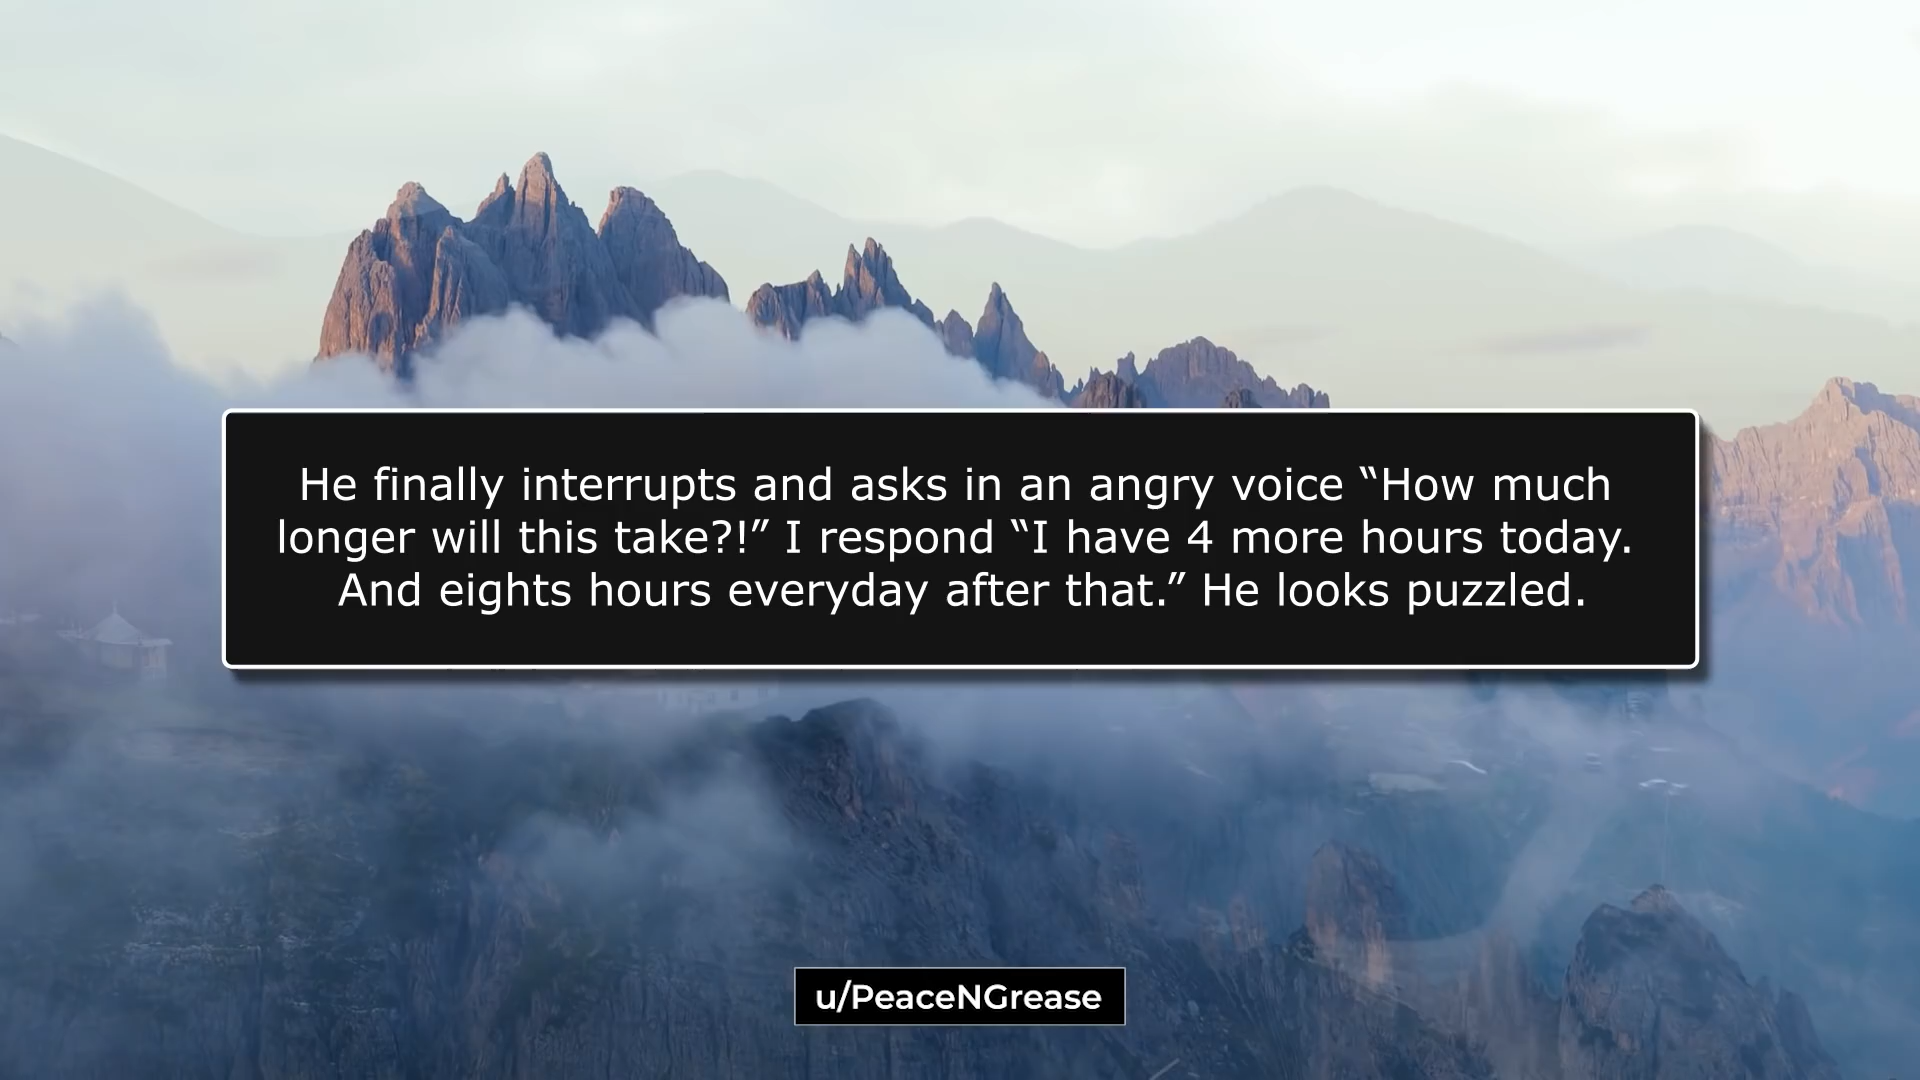 He finally interrupts and asks in an angry voice “How much
longer will this take?!” I respond “I have 4 more hours today.
And eights hours everyday after that.” He looks puzzled.
u/PeaceNGrease